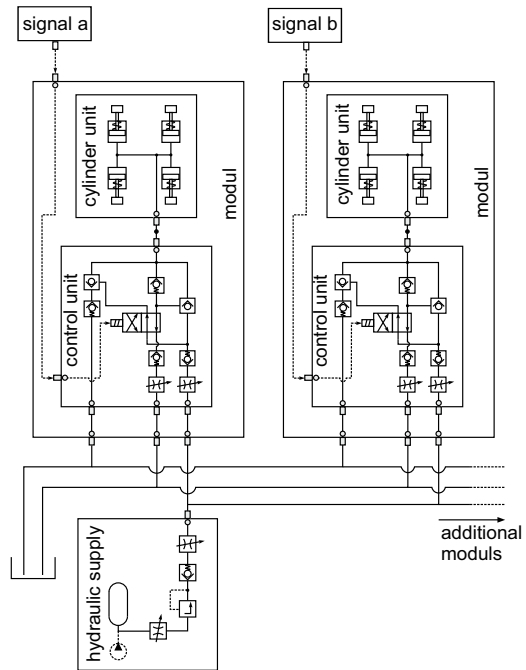 signal a
signal b
cylinder unit
modul
cylinder unit
modul
control unit
control unit
additional
moduls
hydraulic supply